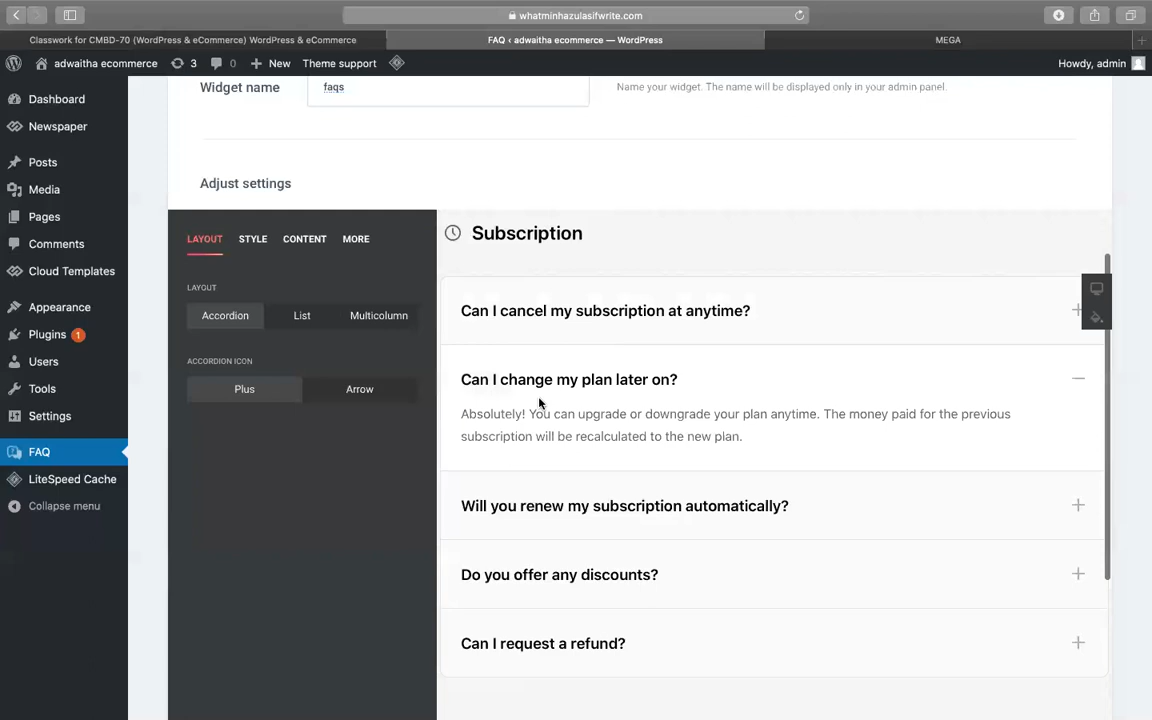 whatminhazulasifwrite.com
Classwork for CMBD-70 (WordPress & eCommerce) WordPress & eCommerce
FAQ ‹ adwaitha ecommerce — WordPress
MEGA
adwaitha ecommerce
3
0
New
Theme support
Howdy, admin
Dashboard
Newspaper
Posts
Media
Pages
Comments
Cloud Templates
Appearance
Plugins 1
Users
Tools
Settings
FAQ
LiteSpeed Cache
Collapse menu
Widget name
faqs
Name your widget. The name will be displayed only in your admin panel.
Adjust settings
LAYOUT STYLE CONTENT MORE
LAYOUT
Accordion List Multicolumn
ACCORDION ICON
Plus Arrow
Subscription
Can I cancel my subscription at anytime?
Can I change my plan later on?
Absolutely! You can upgrade or downgrade your plan anytime. The money paid for the previous
subscription will be recalculated to the new plan.
Will you renew my subscription automatically?
Do you offer any discounts?
Can I request a refund?